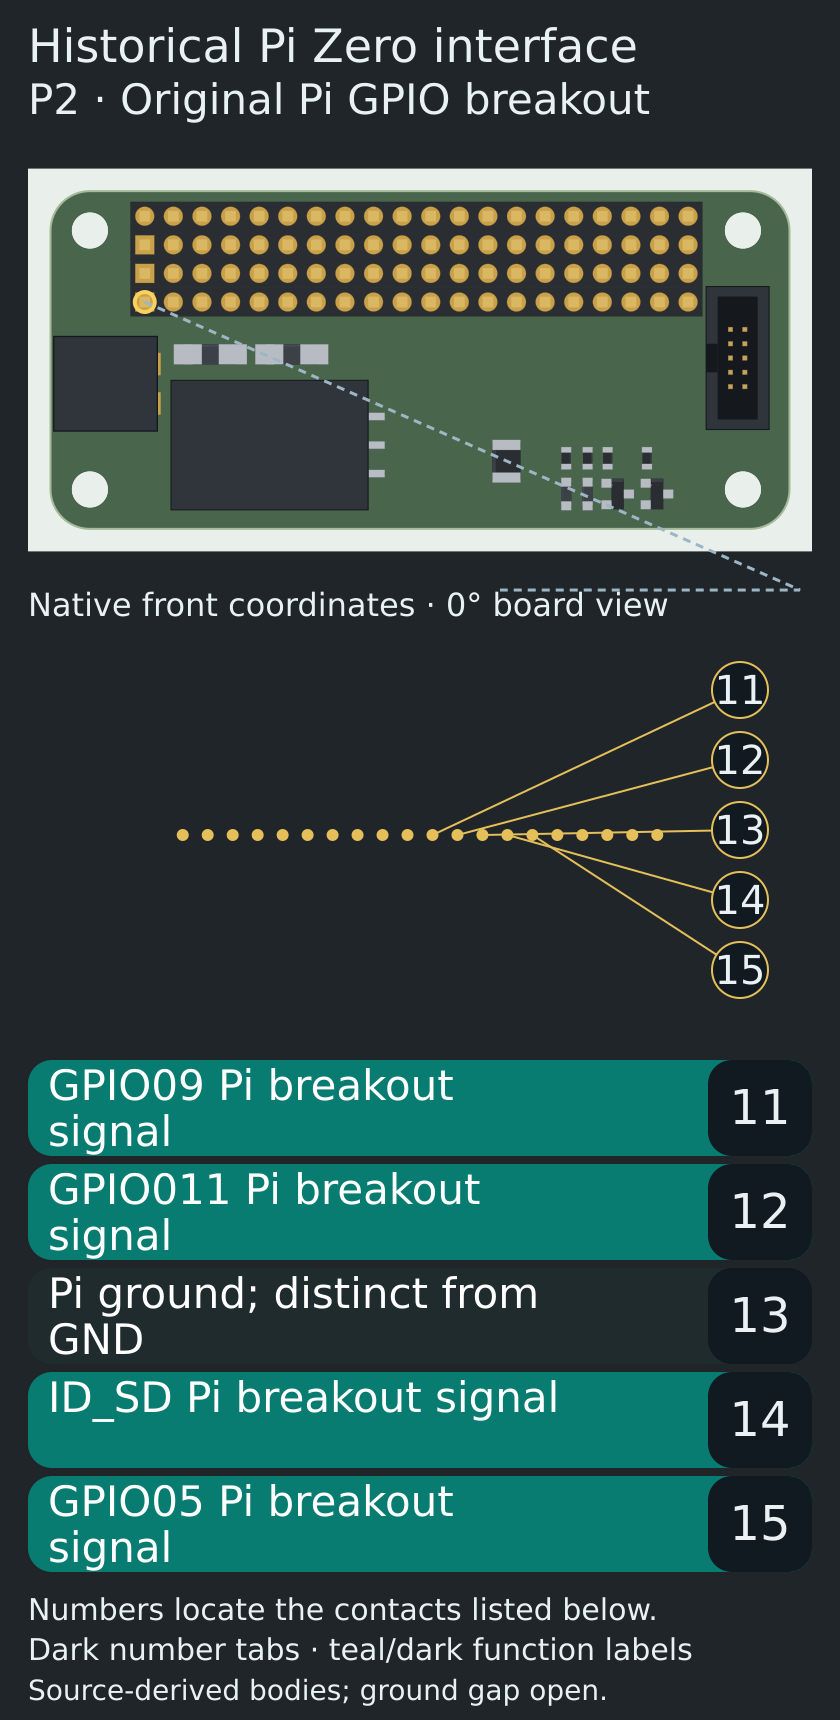 Historical Pi Zero interface
P2 · Original Pi GPIO breakout
Native front coordinates · 0° board view
11
12
13
14
15
GPIO09 Pi breakout
signal
11
GPIO011 Pi breakout
signal
12
Pi ground; distinct from
GND
13
ID_SD Pi breakout signal
14
GPIO05 Pi breakout
signal
15
Numbers locate the contacts listed below.
Dark number tabs · teal/dark function labels
Source-derived bodies; ground gap open.